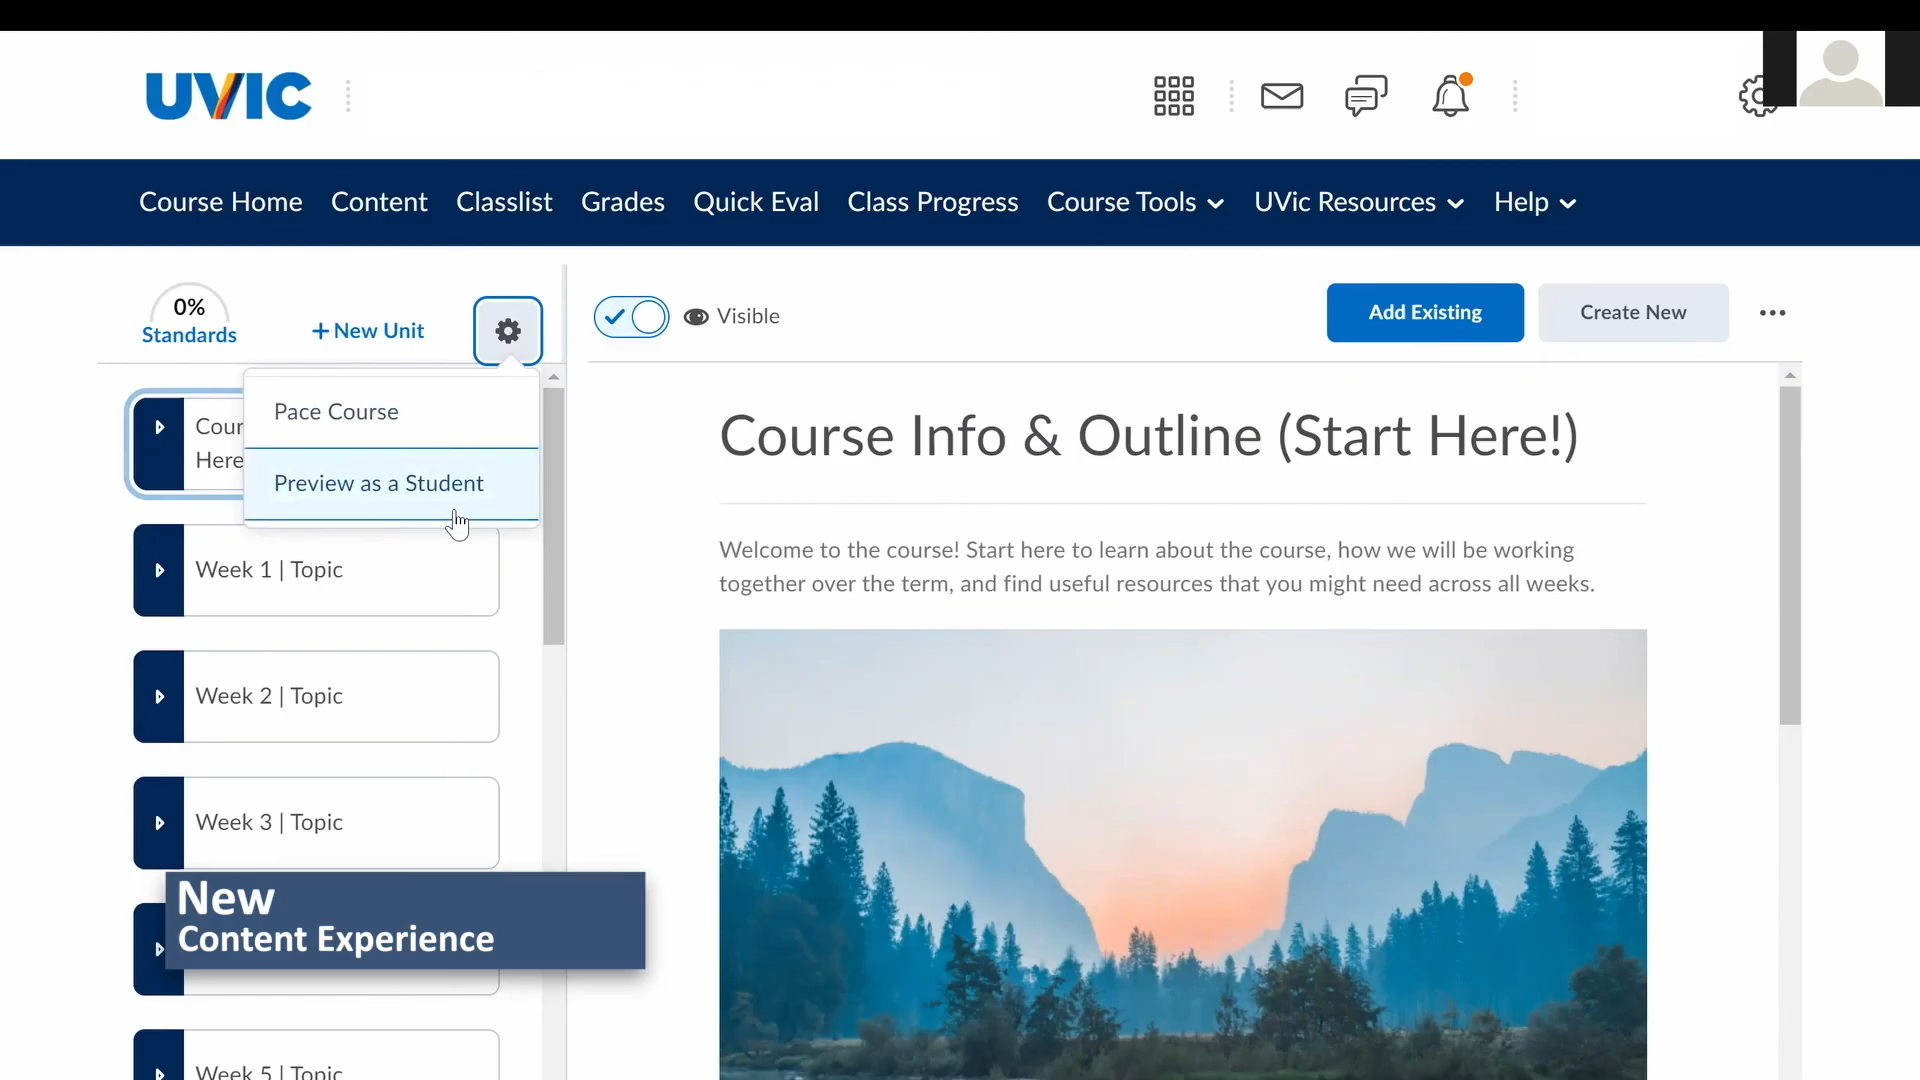 UVIC
Course Home Content Classlist Grades Quick Eval Class Progress Course Tools UVic Resources Help
0%
Standards
+ New Unit
Visible
Add Existing
Create New
Pace Course
Preview as a Student
Cour
Here
Week 1 | Topic
Week 2 | Topic
Week 3 | Topic
New
Content Experience
Week 5 | Topic
Course Info & Outline (Start Here!)
Welcome to the course! Start here to learn about the course, how we will be working
together over the term, and find useful resources that you might need across all weeks.